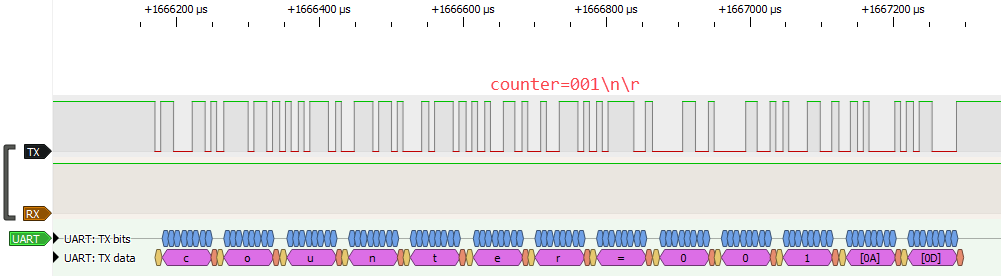 +1666200 µs +1666400 µs +1666600 µs +1666800 µs +1667000 µs +1667200 µs
counter=001\n\r
TX
RX
UART UART: TX bits
UART: TX data c o u n t e r = 0 0 1 [0A] [0D]